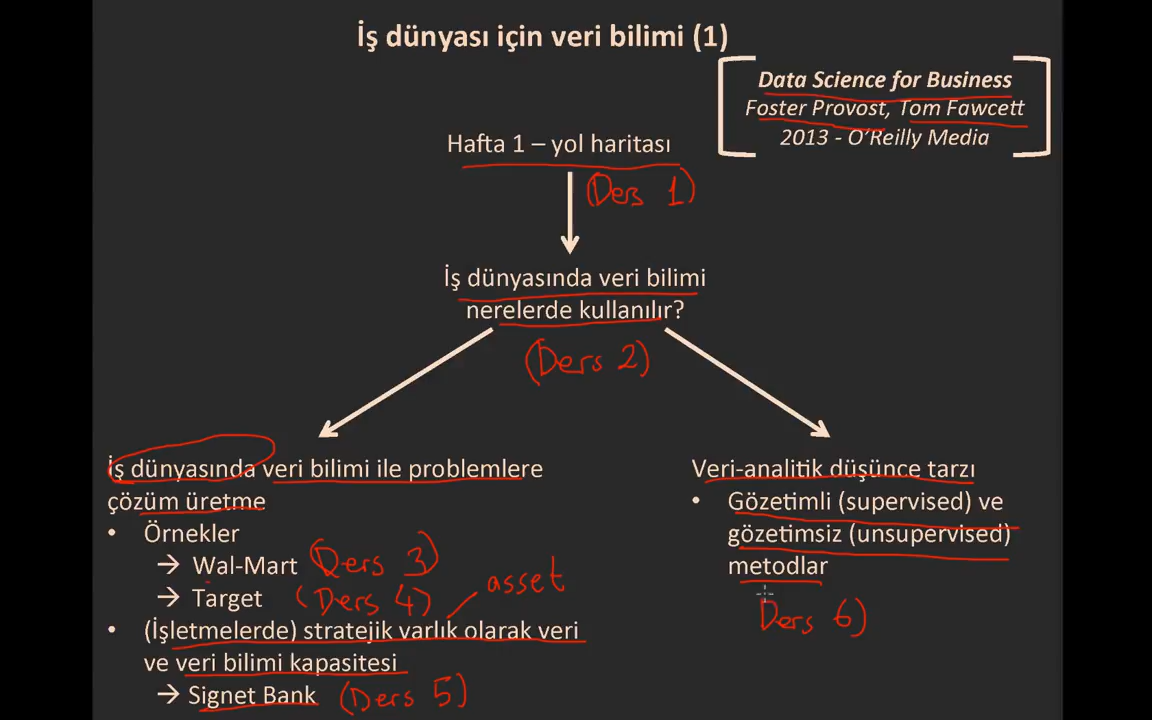 İş dünyası için veri bilimi (1)
Data Science for Business
Foster Provost, Tom Fawcett
2013 - O'Reilly Media
Hafta 1 – yol haritası
(Ders 1)
İş dünyasında veri bilimi
nerelerde kullanılır?
(Ders 2)
İş dünyasında veri bilimi ile problemlere
çözüm üretme
• Örnekler
→ Wal-Mart (Ders 3)
→ Target (Ders 4)
asset
• (İşletmelerde) stratejik varlık olarak veri
ve veri bilimi kapasitesi
→ Signet Bank (Ders 5)
Veri-analitik düşünce tarzı
• Gözetimli (supervised) ve
gözetimsiz (unsupervised)
metodlar
Ders 6)